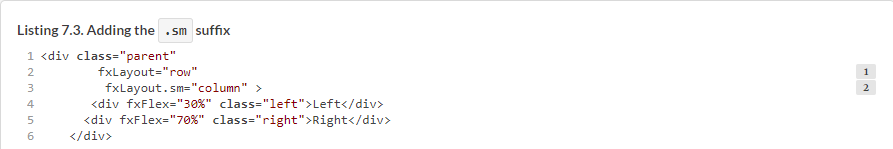 Listing 7.3. Adding the .sm suffix
1 <div class="parent"
2 fxLayout="row" 1
3 fxLayout.sm="column" > 2
4 <div fxFlex="30%" class="left">Left</div>
5 <div fxFlex="70%" class="right">Right</div>
6 </div>